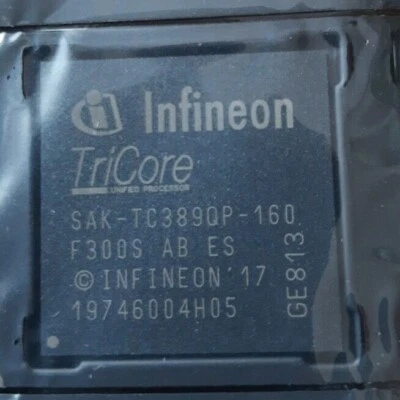 Infineon
TriCore
UNIFIED PROCESSOR
SAK-TC389QP-160
F300S AB ES
© INFINEON '17
19746004H05
GE813